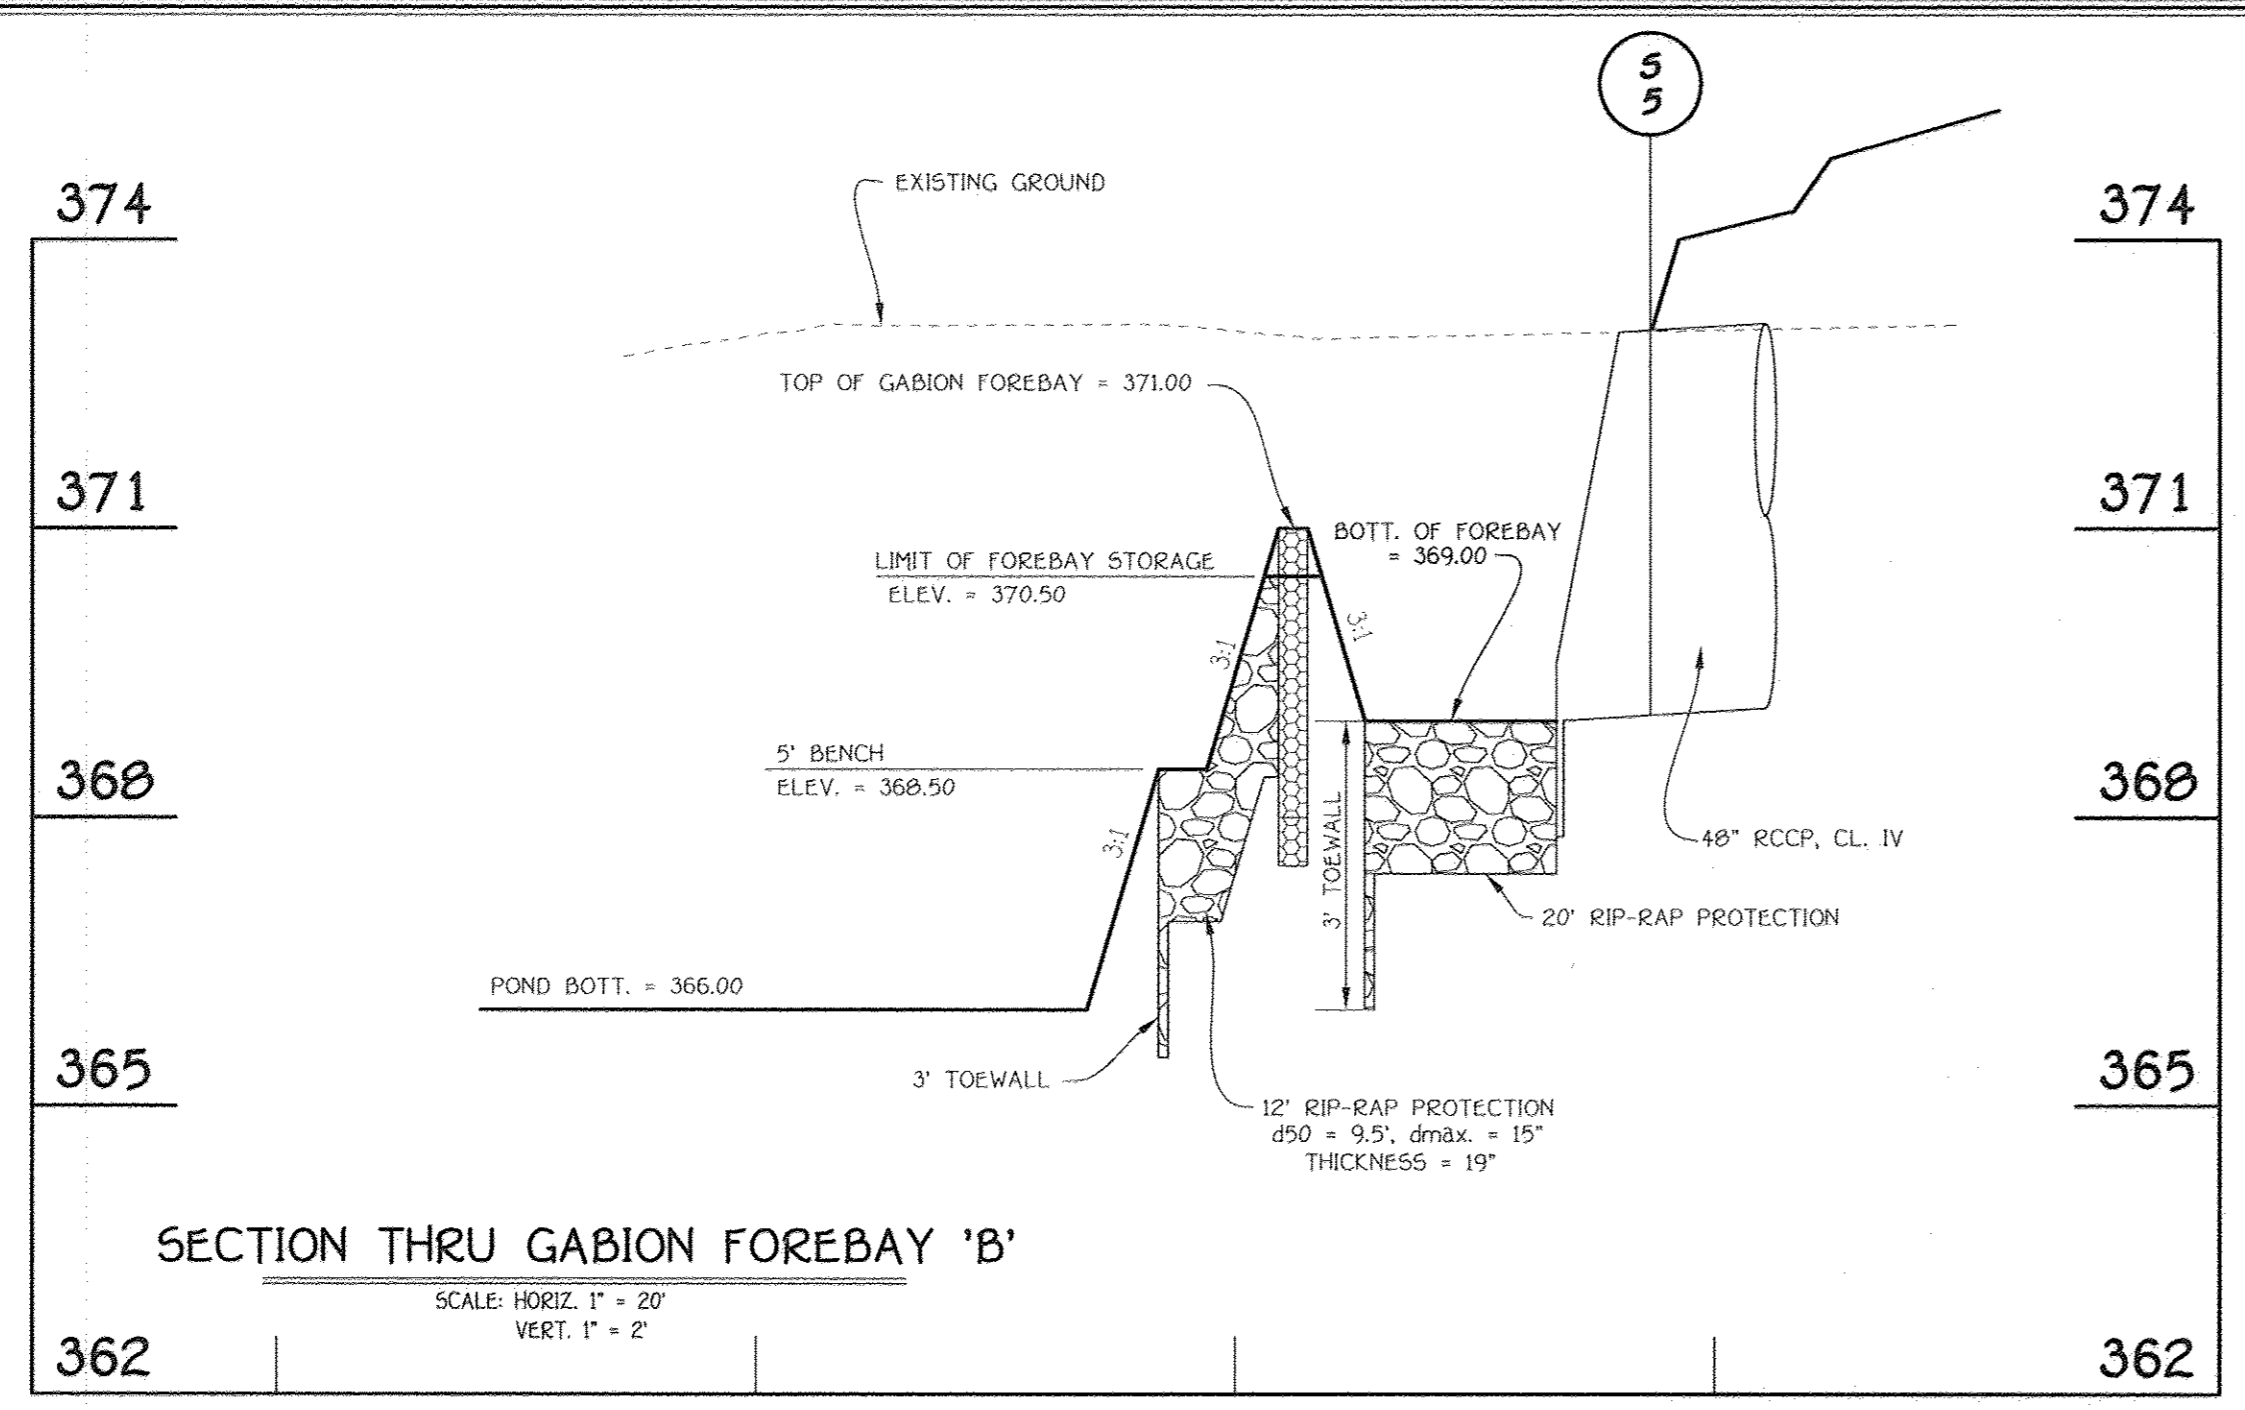 5
5
EXISTING GROUND
374
374
TOP OF GABION FOREBAY = 371.00
371
371
BOTT. OF FOREBAY
= 369.00
LIMIT OF FOREBAY STORAGE
ELEV. = 370.50
3:1
3:1
5' BENCH
ELEV. = 368.50
368
368
3:1
3' TOEWALL
48" RCCP, CL. IV
20' RIP-RAP PROTECTION
POND BOTT. = 366.00
365
365
3' TOEWALL
12' RIP-RAP PROTECTION
d50 = 9.5', dmax. = 15"
THICKNESS = 19"
SECTION THRU GABION FOREBAY 'B'
SCALE: HORIZ. 1" = 20'
VERT. 1" = 2'
362
362